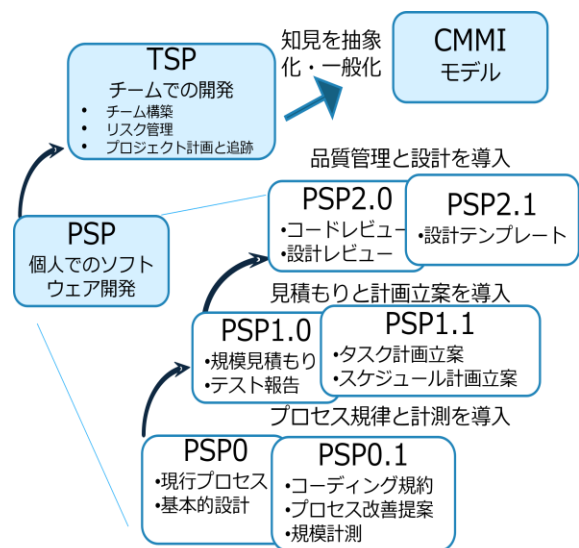 TSP
チームでの開発
• チーム構築
• リスク管理
• プロジェクト計画と追跡
知見を抽象
化・一般化
CMMI
モデル
品質管理と設計を導入
PSP
個人でのソフト
ウェア開発
PSP2.0
•コードレビュー
•設計レビュー
PSP2.1
•設計テンプレート
見積もりと計画立案を導入
PSP1.0
•規模見積もり
•テスト報告
PSP1.1
•タスク計画立案
•スケジュール計画立案
プロセス規律と計測を導入
PSP0
•現行プロセス
•基本的設計
PSP0.1
•コーディング規約
•プロセス改善提案
•規模計測